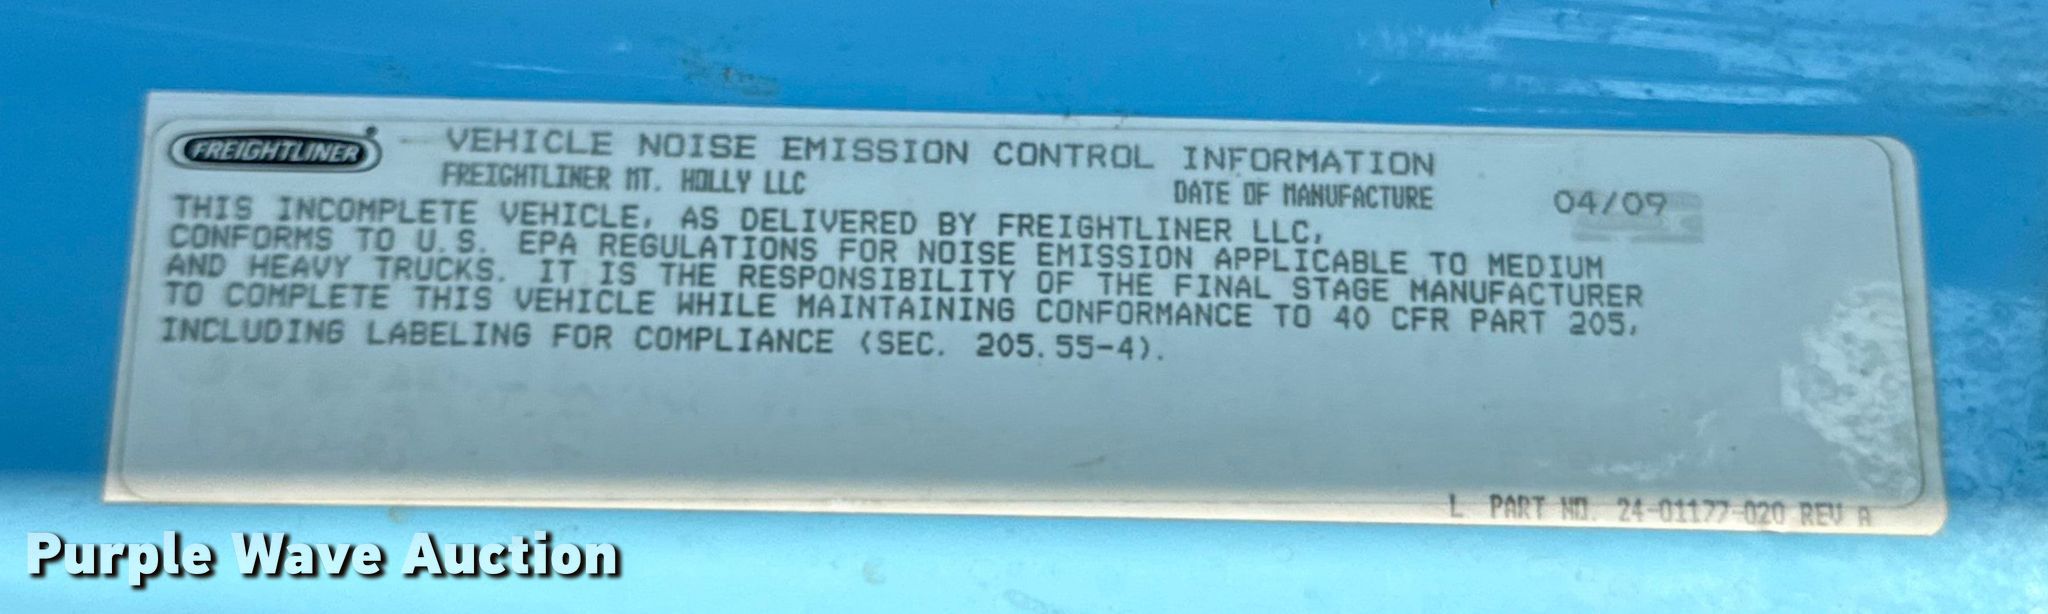 FREIGHTLINER
VEHICLE NOISE EMISSION CONTROL INFORMATION
FREIGHTLINER MT. HOLLY LLC DATE OF MANUFACTURE 04/09
THIS INCOMPLETE VEHICLE, AS DELIVERED BY FREIGHTLINER LLC,
CONFORMS TO U.S. EPA REGULATIONS FOR NOISE EMISSION APPLICABLE TO MEDIUM
AND HEAVY TRUCKS. IT IS THE RESPONSIBILITY OF THE FINAL STAGE MANUFACTURER
TO COMPLETE THIS VEHICLE WHILE MAINTAINING CONFORMANCE TO 40 CFR PART 205,
INCLUDING LABELING FOR COMPLIANCE (SEC. 205.55-4).
L PART NO. 24-01177-020 REV A
Purple Wave Auction